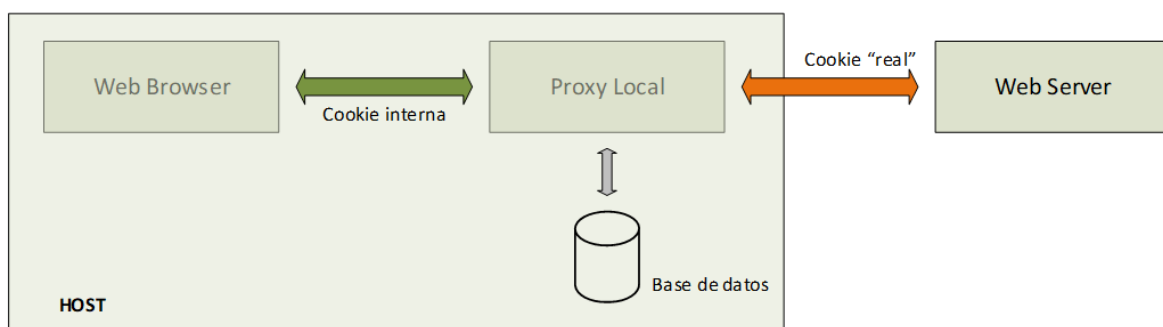 Web Browser
Cookie interna
Proxy Local
Cookie “real”
Web Server
Base de datos
HOST